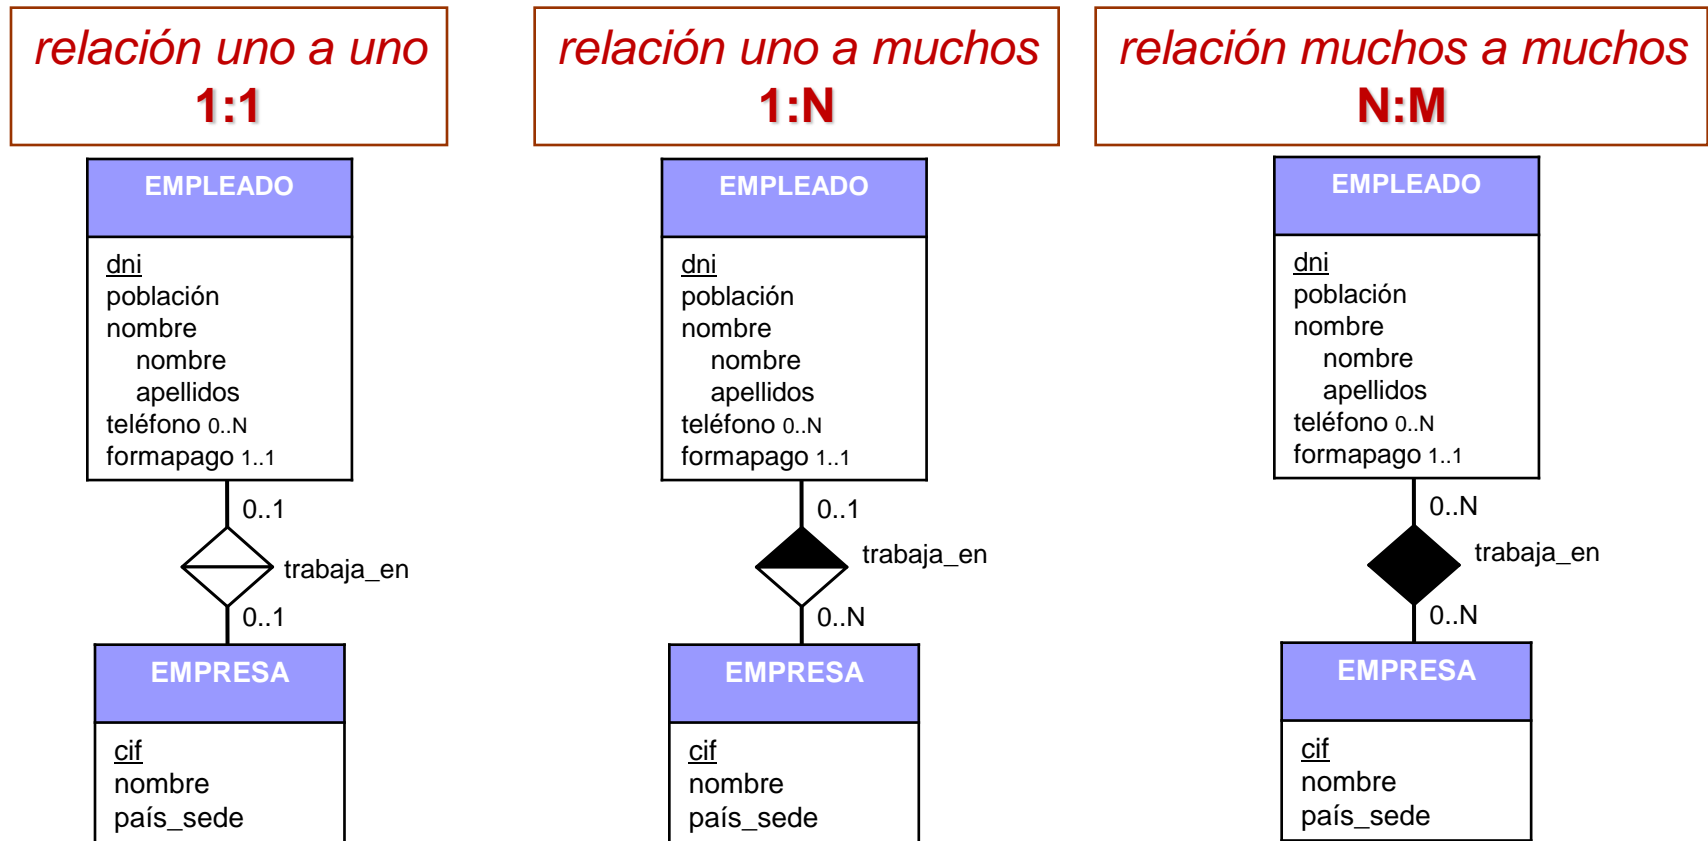 relación uno a uno
1:1
EMPLEADO
dni
población
nombre
nombre
apellidos
teléfono 0..N
formapago 1..1
0..1
trabaja_en
0..1
EMPRESA
cif
nombre
país_sede
relación uno a muchos
1:N
EMPLEADO
dni
población
nombre
nombre
apellidos
teléfono 0..N
formapago 1..1
0..1
trabaja_en
0..N
EMPRESA
cif
nombre
país_sede
relación muchos a muchos
N:M
EMPLEADO
dni
población
nombre
nombre
apellidos
teléfono 0..N
formapago 1..1
0..N
trabaja_en
0..N
EMPRESA
cif
nombre
país_sede